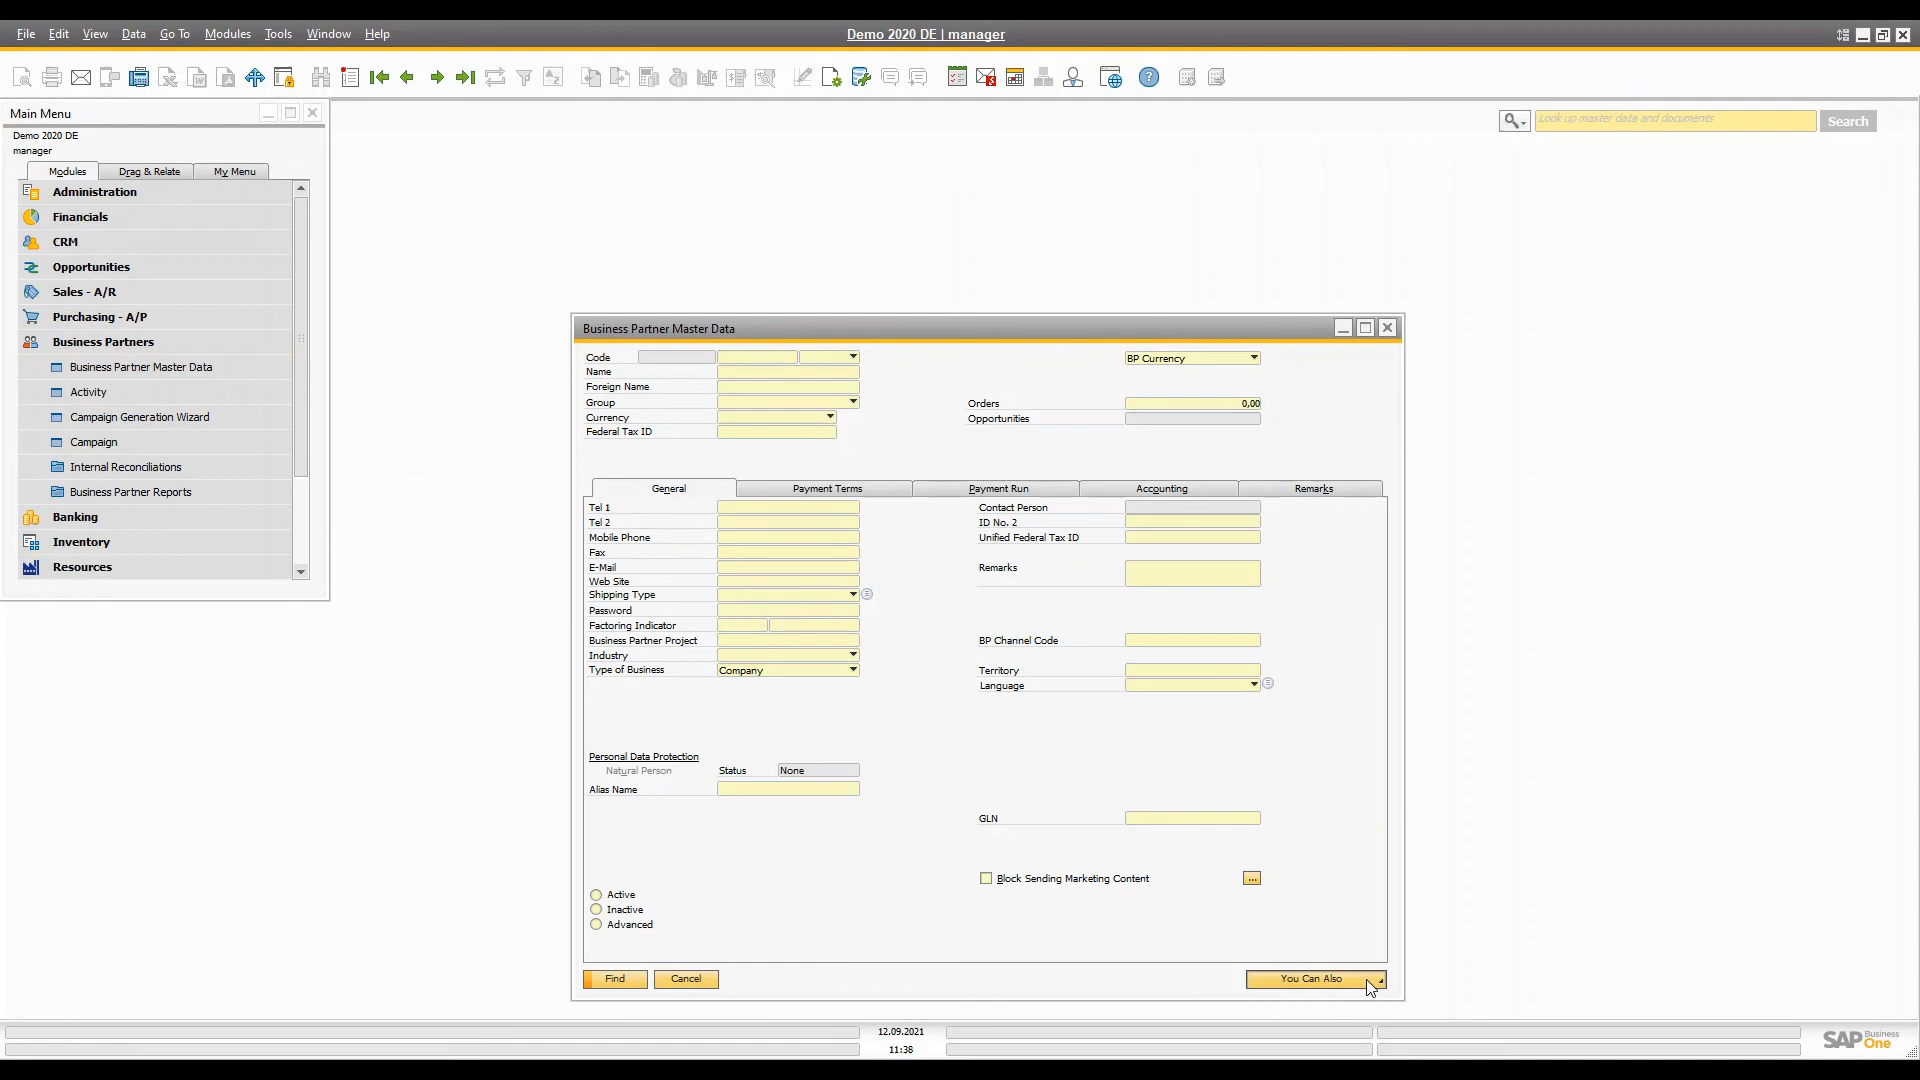 File Edit View Data Go To Modules Tools Window Help
Demo 2020 DE | manager
Look up master data and documents
Search
Main Menu
Demo 2020 DE
manager
Modules Drag & Relate My Menu
Administration
Financials
CRM
Opportunities
Sales - A/R
Purchasing - A/P
Business Partners
Business Partner Master Data
Activity
Campaign Generation Wizard
Campaign
Internal Reconciliations
Business Partner Reports
Banking
Inventory
Resources
Business Partner Master Data
Code
BP Currency
Name
Foreign Name
Group
Orders 0,00
Currency
Opportunities
Federal Tax ID
General Payment Terms Payment Run Accounting Remarks
Tel 1
Contact Person
Tel 2
ID No. 2
Mobile Phone
Unified Federal Tax ID
Fax
E-Mail
Remarks
Web Site
Shipping Type
Password
Factoring Indicator
Business Partner Project
BP Channel Code
Industry
Type of Business Company
Territory
Language
Personal Data Protection
Natural Person Status None
Alias Name
GLN
Block Sending Marketing Content ...
Active
Inactive
Advanced
Find Cancel You Can Also
12.09.2021
11:38
SAP Business One